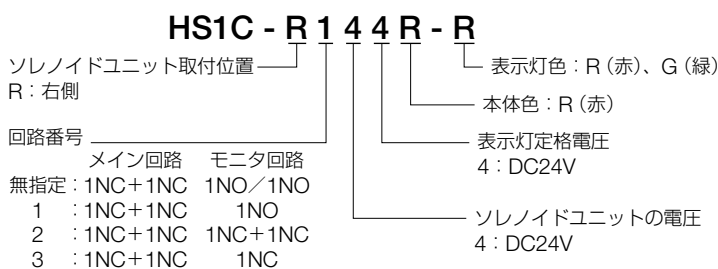 HS1C - R 1 4 4 R - R
ソレノイドユニット取付位置
R：右側
回路番号
メイン回路 モニタ回路
無指定：1NC＋1NC 1NO／1NO
1 ：1NC＋1NC 1NO
2 ：1NC＋1NC 1NC＋1NC
3 ：1NC＋1NC 1NC
表示灯色：R（赤）、G（緑）
本体色：R（赤）
表示灯定格電圧
4：DC24V
ソレノイドユニットの電圧
4：DC24V